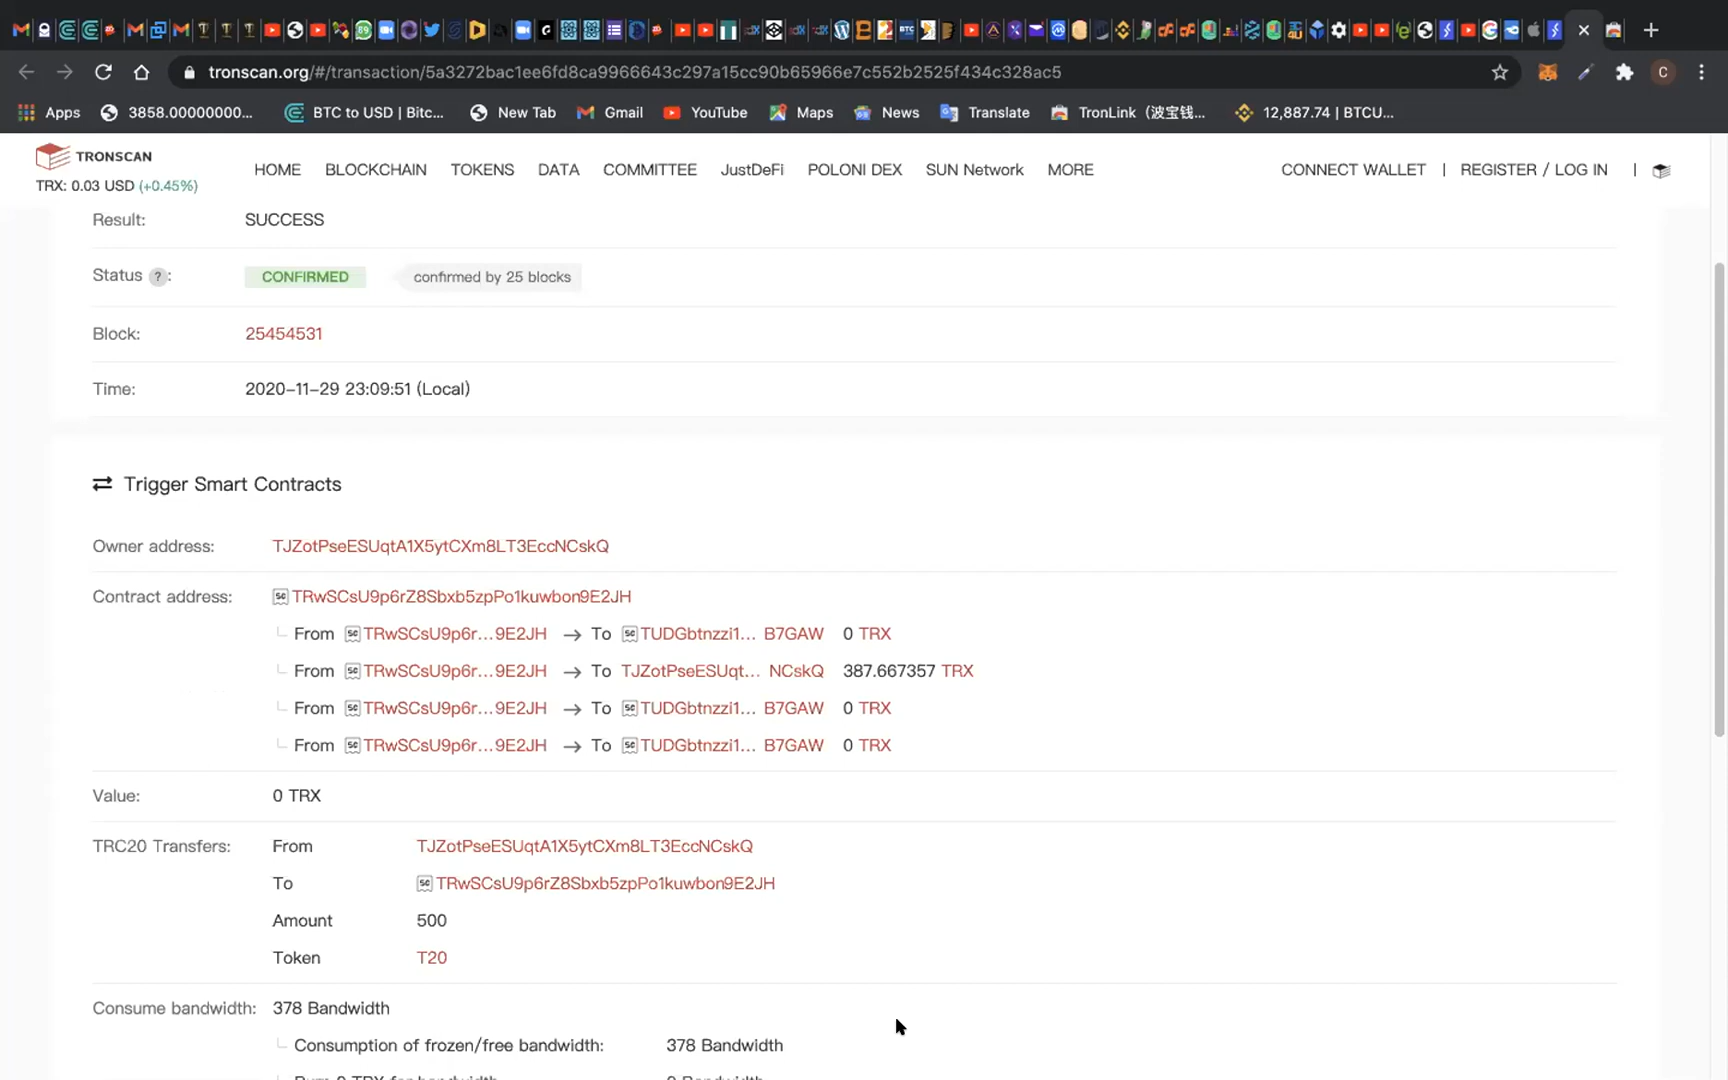 tronscan.org/#/transaction/5a3272bac1ee6fd8ca9966643c297a15cc90b65966e7c552b2525f434c328ac5
C
Apps
3858.00000000...
BTC to USD | Bitc...
New Tab
Gmail
YouTube
Maps
News
Translate
TronLink（波宝钱...
12,887.74 | BTCU...
TRONSCAN
TRX: 0.03 USD (+0.45%)
HOME
BLOCKCHAIN
TOKENS
DATA
COMMITTEE
JustDeFi
POLONI DEX
SUN Network
MORE
CONNECT WALLET
|
REGISTER / LOG IN
|
Result: SUCCESS
Status ?: CONFIRMED confirmed by 25 blocks
Block: 25454531
Time: 2020-11-29 23:09:51 (Local)
Trigger Smart Contracts
Owner address: TJZotPseESUqtA1X5ytCXm8LT3EccNCskQ
Contract address: TRwSCsU9p6rZ8Sbxb5zpPo1kuwbon9E2JH
From TRwSCsU9p6r...9E2JH → To TUDGbtnzzi1... B7GAW 0 TRX
From TRwSCsU9p6r...9E2JH → To TJZotPseESUqt... NCskQ 387.667357 TRX
From TRwSCsU9p6r...9E2JH → To TUDGbtnzzi1... B7GAW 0 TRX
From TRwSCsU9p6r...9E2JH → To TUDGbtnzzi1... B7GAW 0 TRX
Value: 0 TRX
TRC20 Transfers: From TJZotPseESUqtA1X5ytCXm8LT3EccNCskQ
To TRwSCsU9p6rZ8Sbxb5zpPo1kuwbon9E2JH
Amount 500
Token T20
Consume bandwidth: 378 Bandwidth
Consumption of frozen/free bandwidth: 378 Bandwidth